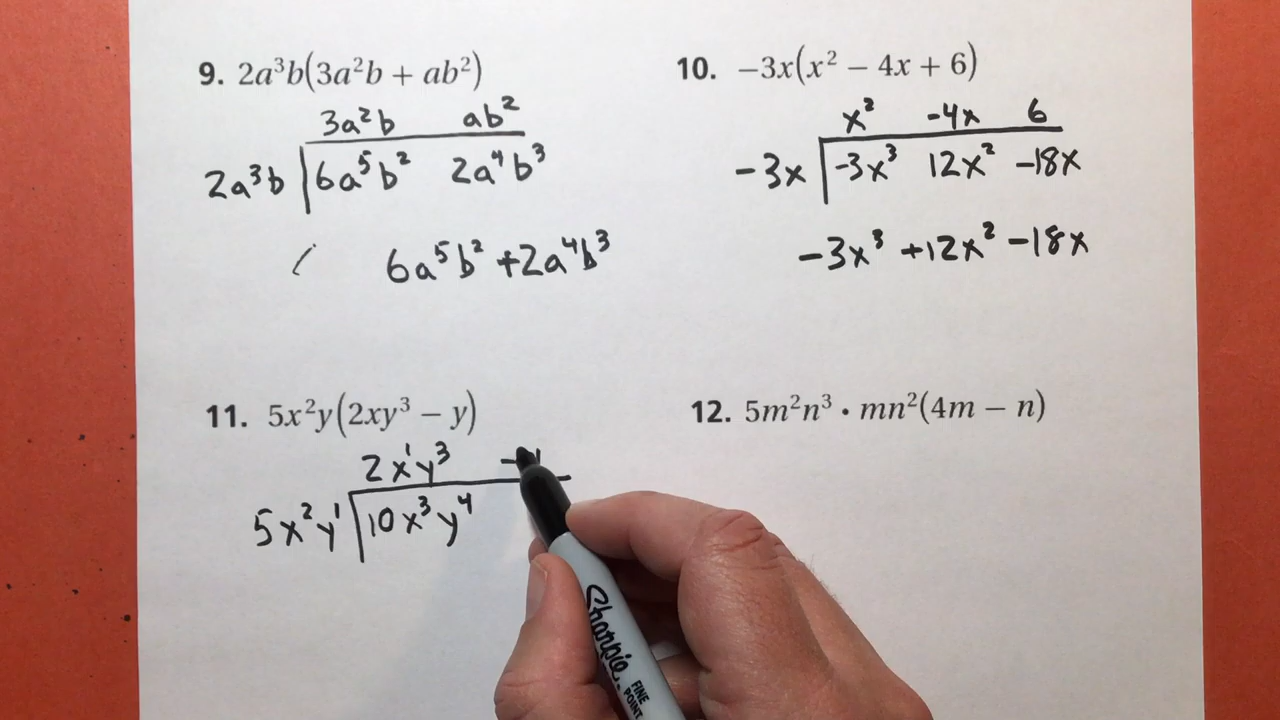 9. 2a³b(3a²b + ab²)
3a²b ab²
2a³b 6a⁵b² 2a⁴b³
6a⁵b² +2a⁴b³
10. −3x(x² − 4x + 6)
x² -4x 6
-3x -3x³ 12x² -18x
-3x³ +12x² -18x
11. 5x²y(2xy³ − y)
2x¹y³
5x²y¹ 10x³y⁴
12. 5m²n³ • mn²(4m − n)
Sharpie
FINE
POINT